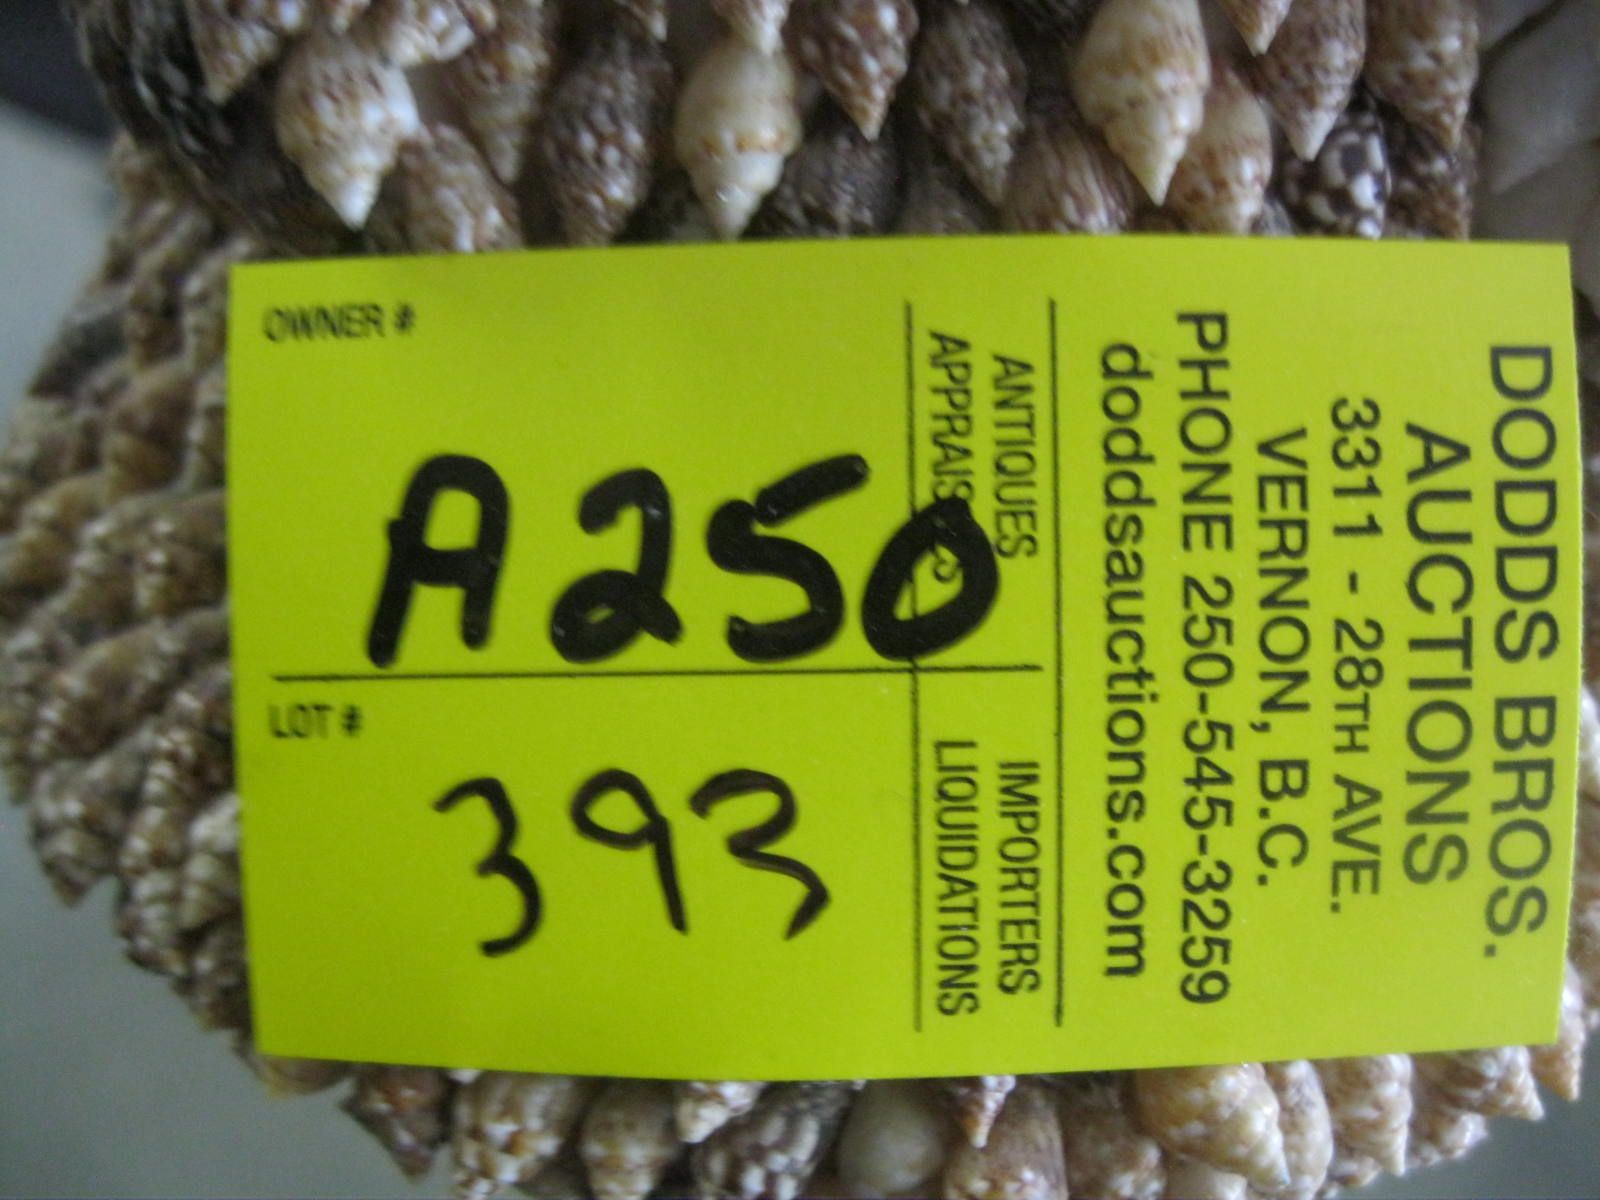 DODDS BROS.
AUCTIONS
3311 - 28TH AVE.
VERNON, B.C.
PHONE 250-545-3259
doddsauctions.com
ANTIQUES
APPRAISALS
IMPORTERS
LIQUIDATIONS
OWNER #
A250
LOT #
393